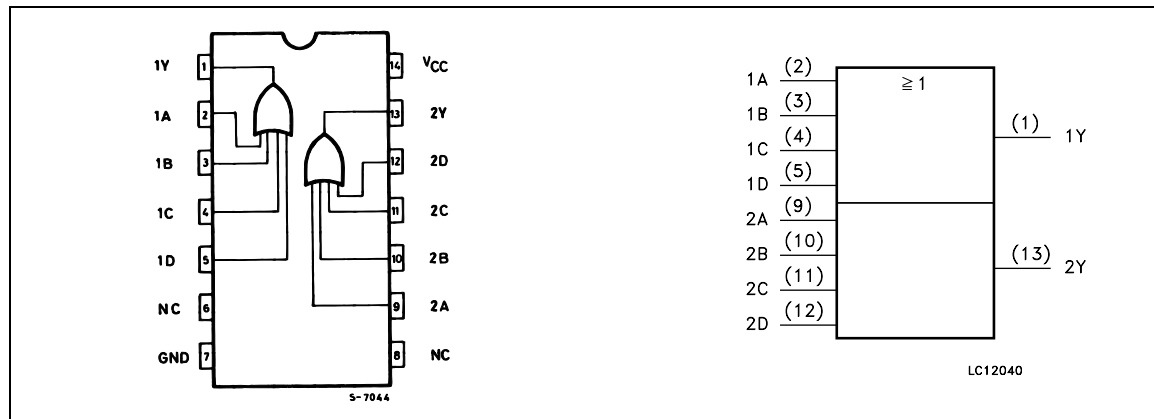 1Y 1 14 VCC
1A 2 13 2Y
1B 3 12 2D
1C 4 11 2C
1D 5 10 2B
NC 6 9 2A
GND 7 8 NC
S-7044
≧1
1A (2)
1B (3)
1C (4)
1D (5)
2A (9)
2B (10)
2C (11)
2D (12)
(1) 1Y
(13) 2Y
LC12040